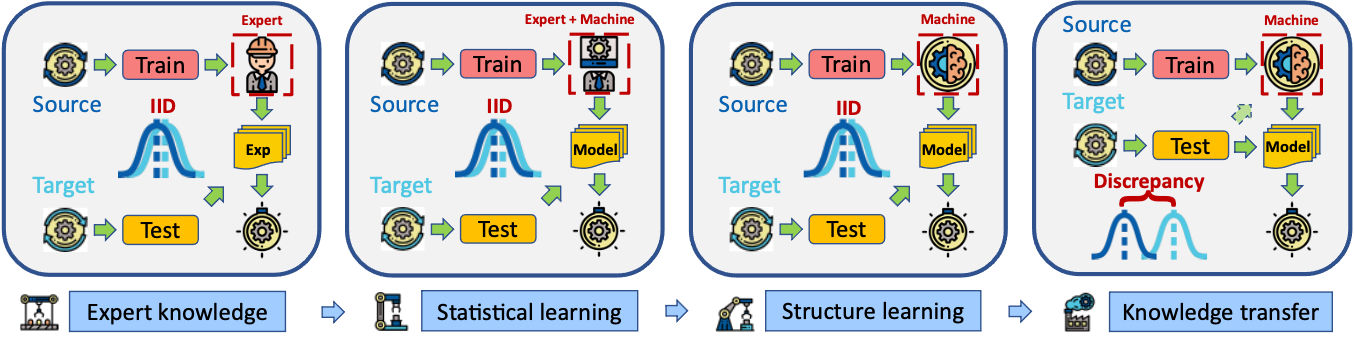 Expert
Train
Source
IID
Exp
Target
Test
Expert + Machine
Train
Source
IID
Model
Target
Test
Machine
Train
Source
IID
Model
Target
Test
Source
Machine
Train
Target
Test
Model
Discrepancy
Expert knowledge
Statistical learning
Structure learning
Knowledge transfer